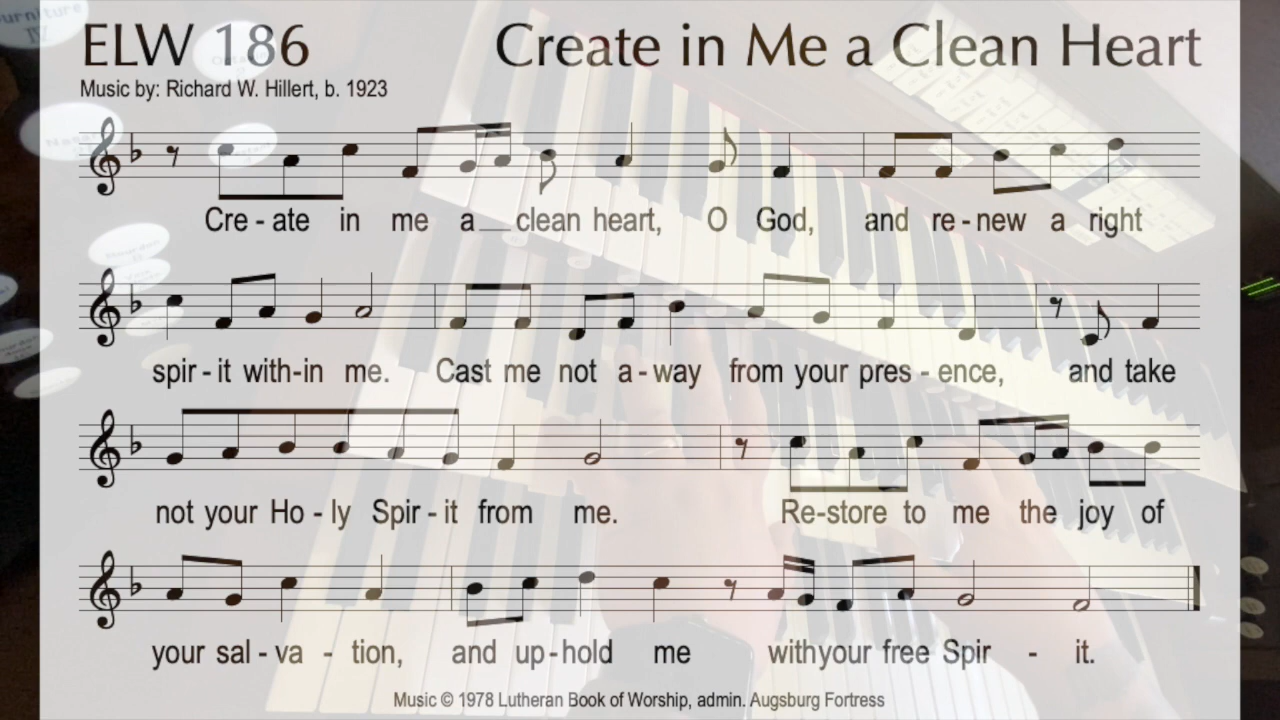 ELW 186
Create in Me a Clean Heart
Music by: Richard W. Hillert, b. 1923
Cre - ate in me a__ clean heart, O God, and re - new a right
spir - it with-in me. Cast me not a - way from your pres - ence, and take
not your Ho - ly Spir - it from me. Re-store to me the joy of
your sal - va - tion, and up-hold me withyour free Spir - it.
Music © 1978 Lutheran Book of Worship, admin. Augsburg Fortress